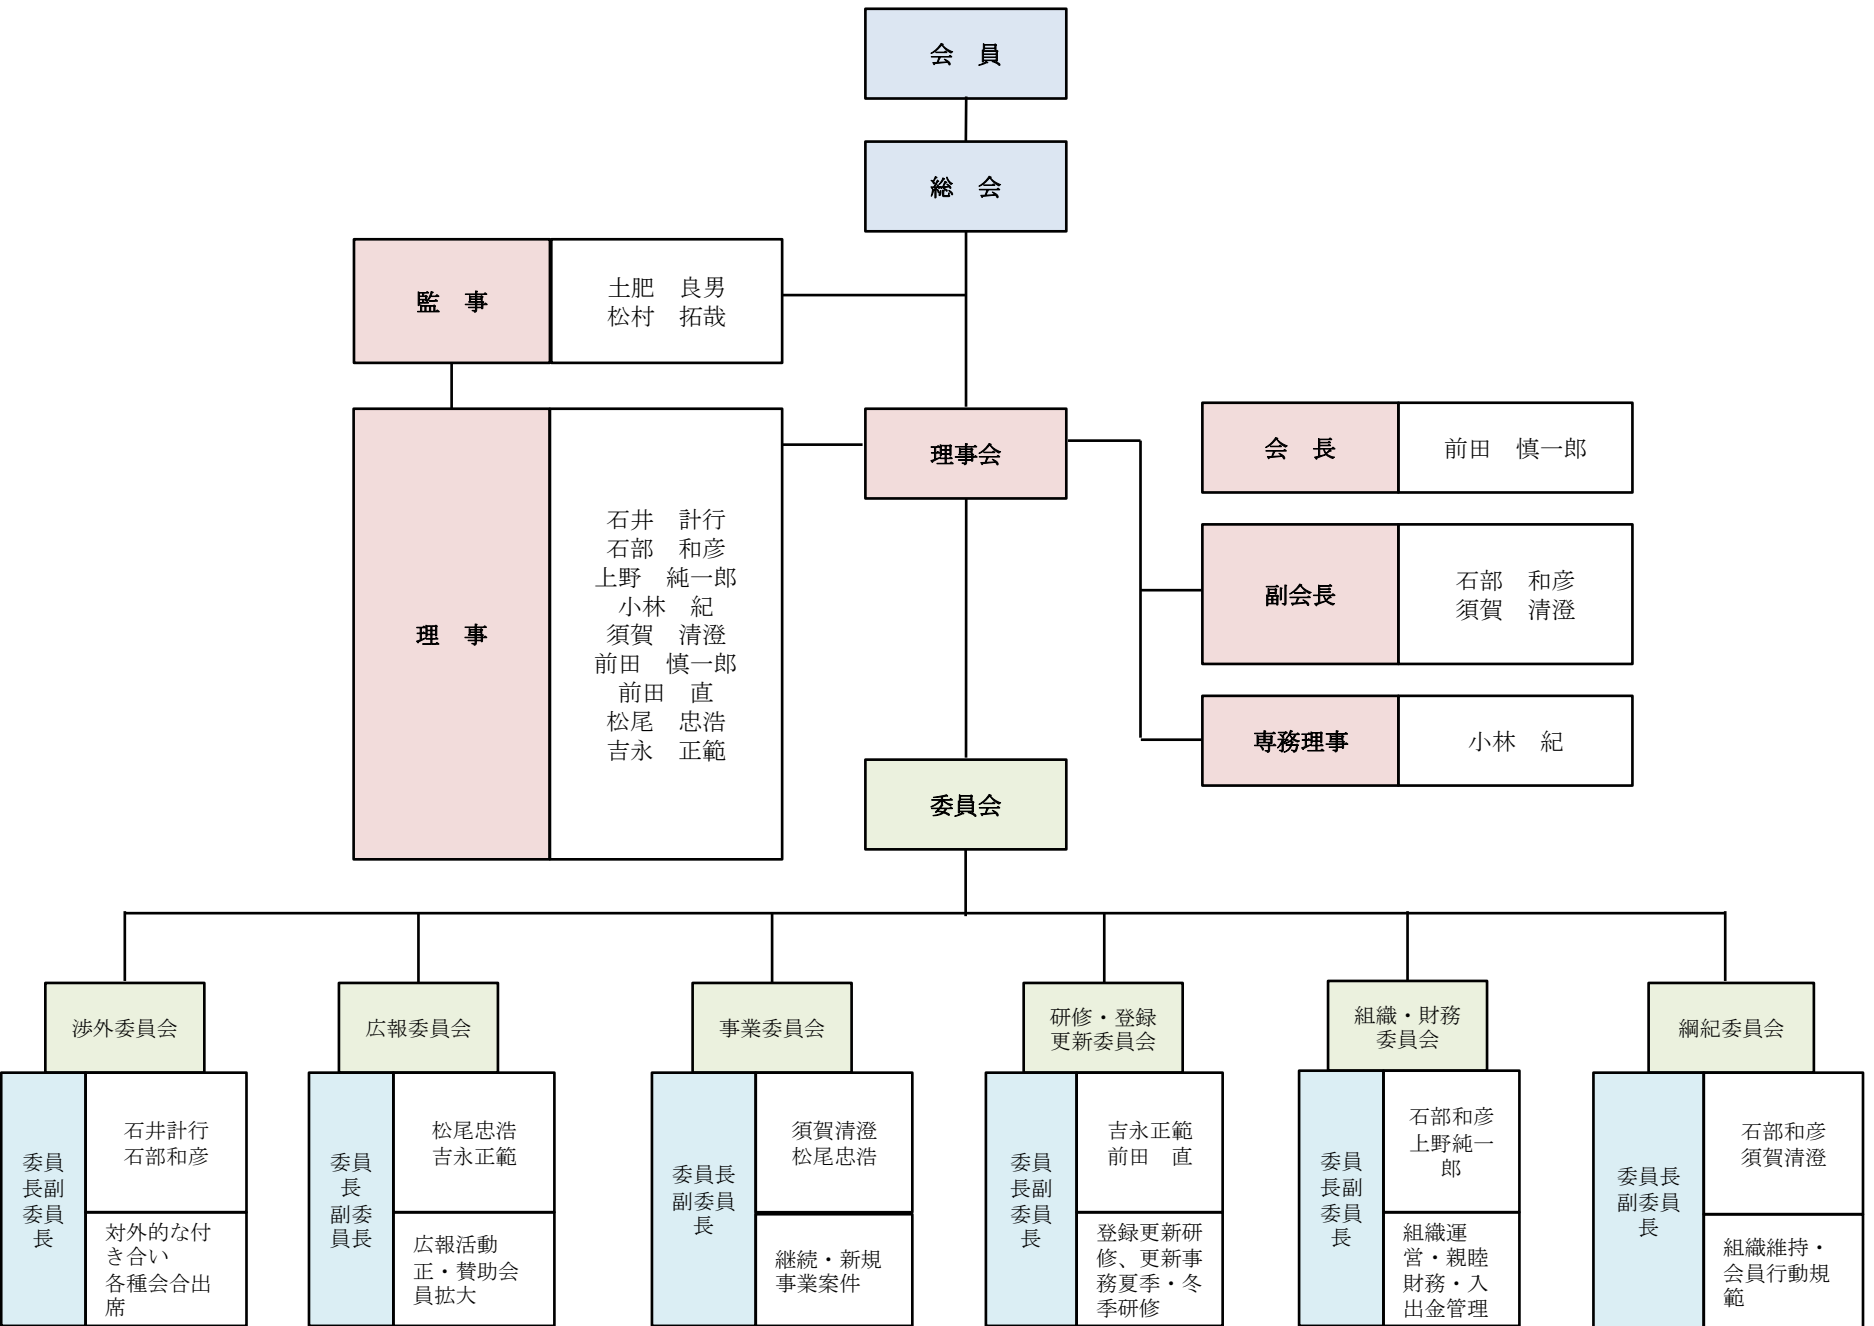 会　員
総　会
監　事
土肥　良男
松村　拓哉
理　事
石井　計行
石部　和彦
上野　純一郎
小林　紀
須賀　清澄
前田　慎一郎
前田　直
松尾　忠浩
吉永　正範
理事会
会　長
前田　慎一郎
副会長
石部　和彦
須賀　清澄
専務理事
小林　紀
委員会
渉外委員会
委員
長副
委員
長
石井計行
石部和彦
対外的な付
き合い
各種会合出
席
広報委員会
委員
長
副委
員長
松尾忠浩
吉永正範
広報活動
正・賛助会
員拡大
事業委員会
委員長
副委員
長
須賀清澄
松尾忠浩
継続・新規
事業案件
研修・登録
更新委員会
委員
長副
委員
長
吉永正範
前田　直
登録更新研
修、更新事
務夏季・冬
季研修
組織・財務
委員会
委員
長副
委員
長
石部和彦
上野純一
郎
組織運
営・親睦
財務・入
出金管理
綱紀委員会
委員長
副委員
長
石部和彦
須賀清澄
組織維持・
会員行動規
範